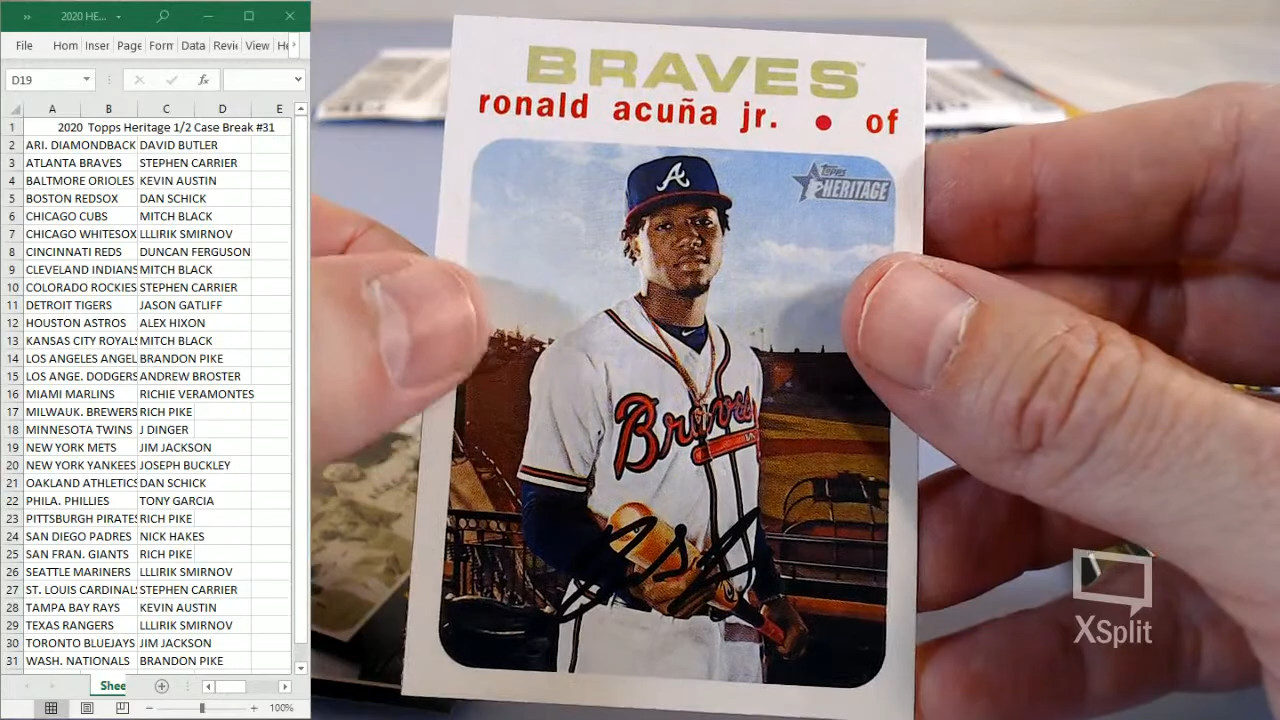 2020 HE...
File Hom Inser Page Form Data Revie View He
D19 fx
A B C D E
1 2020 Topps Heritage 1/2 Case Break #31
2 ARI. DIAMONDBACK DAVID BUTLER
3 ATLANTA BRAVES STEPHEN CARRIER
4 BALTMORE ORIOLES KEVIN AUSTIN
5 BOSTON REDSOX DAN SCHICK
6 CHICAGO CUBS MITCH BLACK
7 CHICAGO WHITESOX LLLIRIK SMIRNOV
8 CINCINNATI REDS DUNCAN FERGUSON
9 CLEVELAND INDIANS MITCH BLACK
10 COLORADO ROCKIES STEPHEN CARRIER
11 DETROIT TIGERS JASON GATLIFF
12 HOUSTON ASTROS ALEX HIXON
13 KANSAS CITY ROYALS MITCH BLACK
14 LOS ANGELES ANGEL BRANDON PIKE
15 LOS ANGE. DODGERS ANDREW BROSTER
16 MIAMI MARLINS RICHIE VERAMONTES
17 MILWAUK. BREWERS RICH PIKE
18 MINNESOTA TWINS J DINGER
19 NEW YORK METS JIM JACKSON
20 NEW YORK YANKEES JOSEPH BUCKLEY
21 OAKLAND ATHLETICS DAN SCHICK
22 PHILA. PHILLIES TONY GARCIA
23 PITTSBURGH PIRATES RICH PIKE
24 SAN DIEGO PADRES NICK HAKES
25 SAN FRAN. GIANTS RICH PIKE
26 SEATTLE MARINERS LLLIRIK SMIRNOV
27 ST. LOUIS CARDINALS STEPHEN CARRIER
28 TAMPA BAY RAYS KEVIN AUSTIN
29 TEXAS RANGERS LLLIRIK SMIRNOV
30 TORONTO BLUEJAYS JIM JACKSON
31 WASH. NATIONALS BRANDON PIKE
Shee
100%
BRAVES™
ronald acuña jr. • of
TOPPS HERITAGE
A
Braves
XSplit